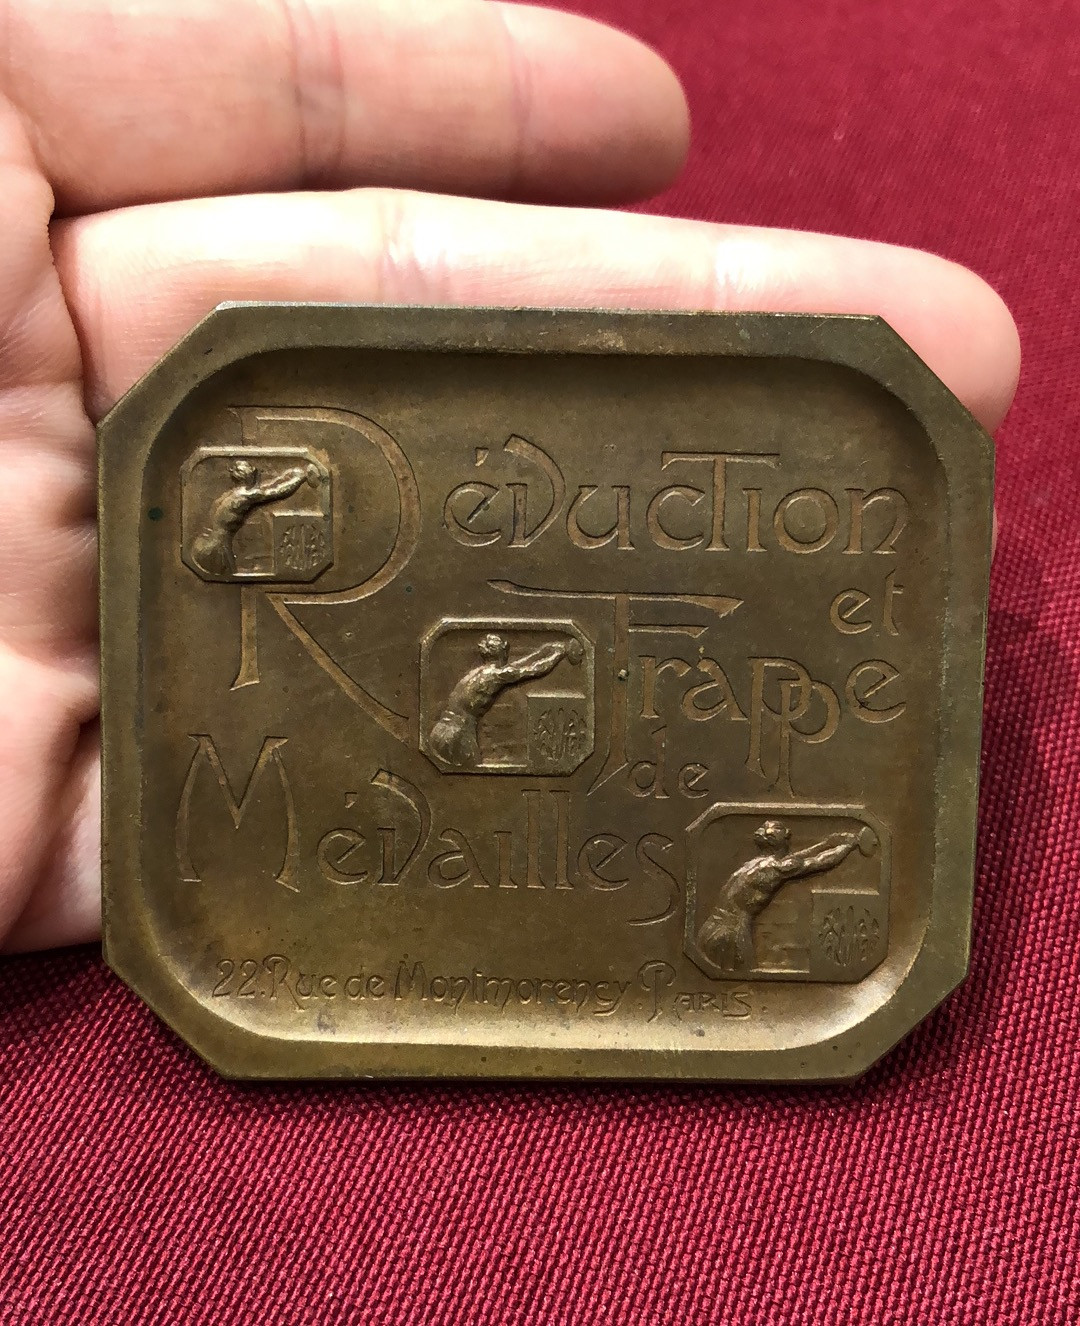 Réduction
et
Frappe
de
Médailles
22. Rue de Montmorency. Paris.